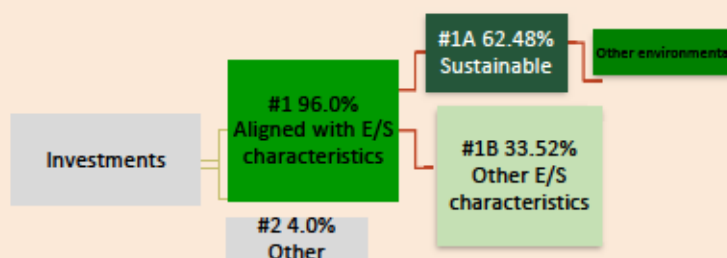 #1A 62.48%
Sustainable
Other environmenta
#1 96.0%
Aligned with E/S
characteristics
Investments
#1B 33.52%
Other E/S
characteristics
#2 4.0%
Other